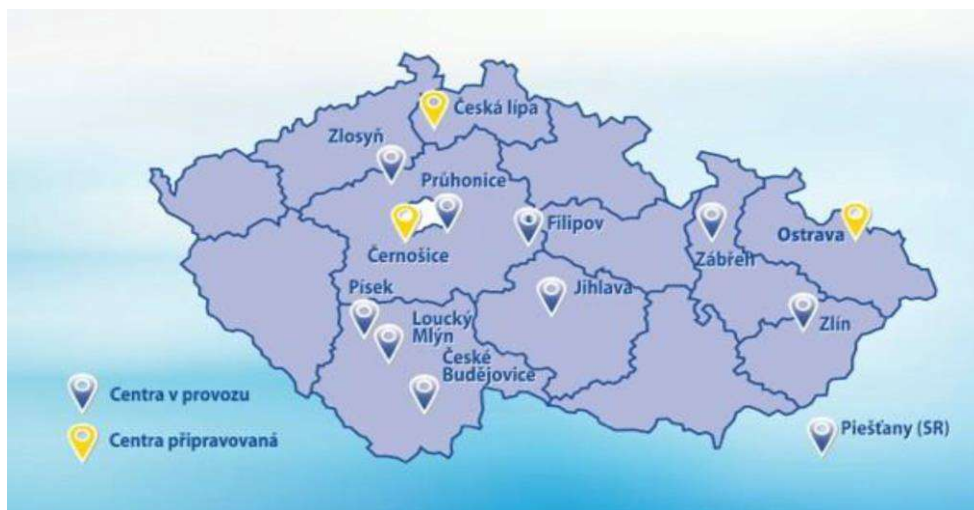 Česká lípa
Zlosyň
Průhonice
Filipov
Ostrava
Černošice
Zábřeh
Písek
Jihlava
Loucký
Mlýn
Zlín
České
Budějovice
Centra v provozu
Piešťany (SR)
Centra připravovaná